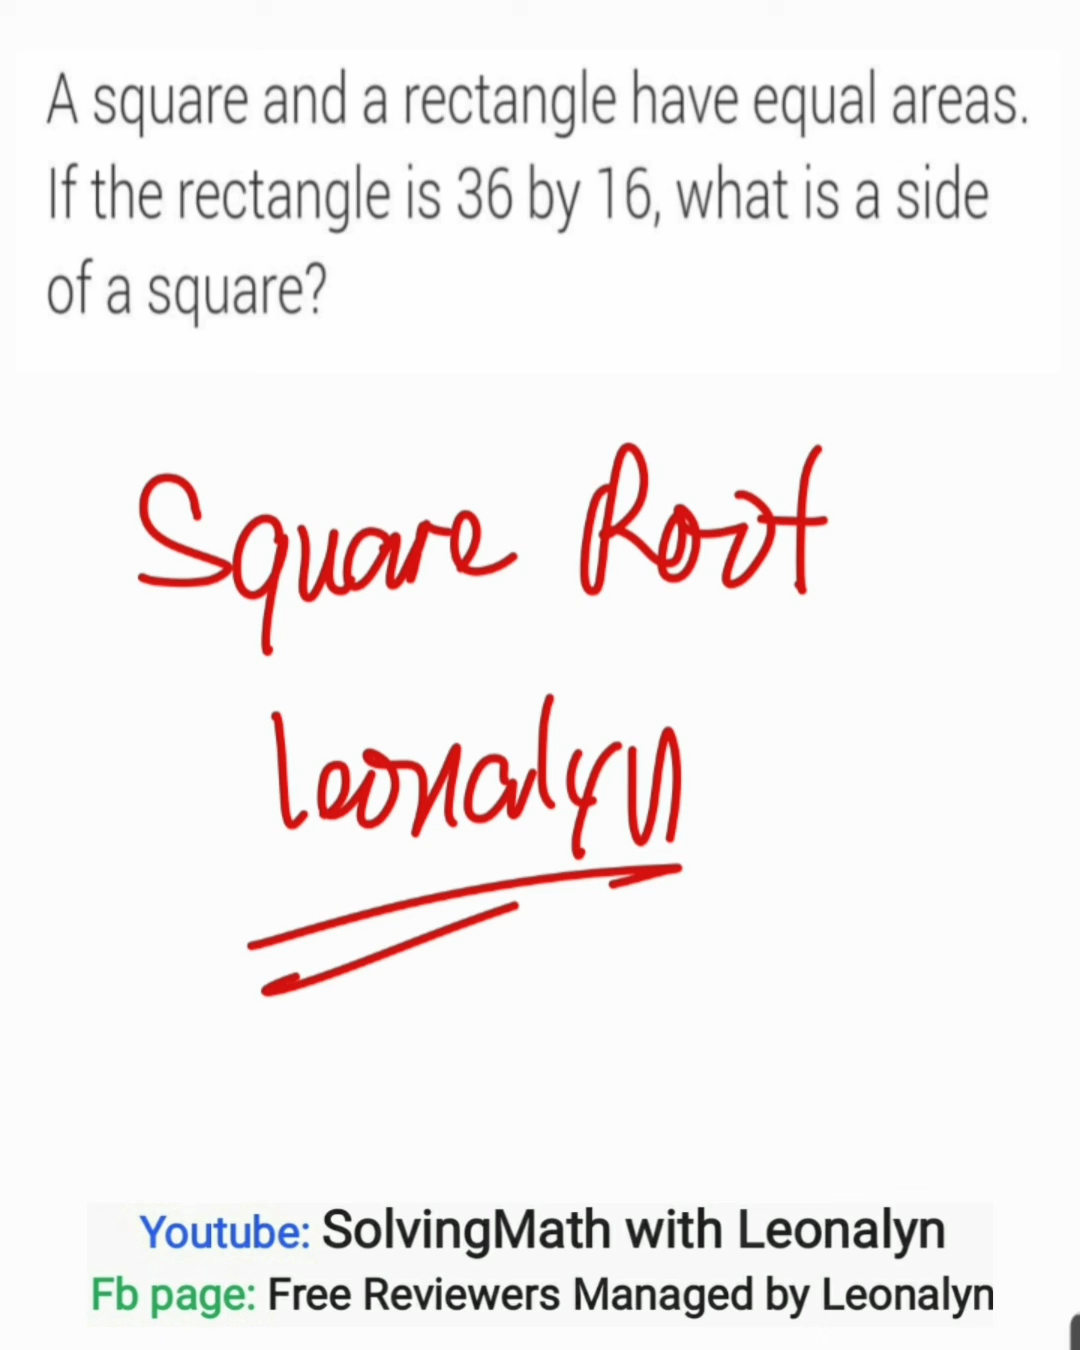 A square and a rectangle have equal areas.
If the rectangle is 36 by 16, what is a side
of a square?
Square Root
Leonalyn
Youtube: SolvingMath with Leonalyn
Fb page: Free Reviewers Managed by Leonalyn